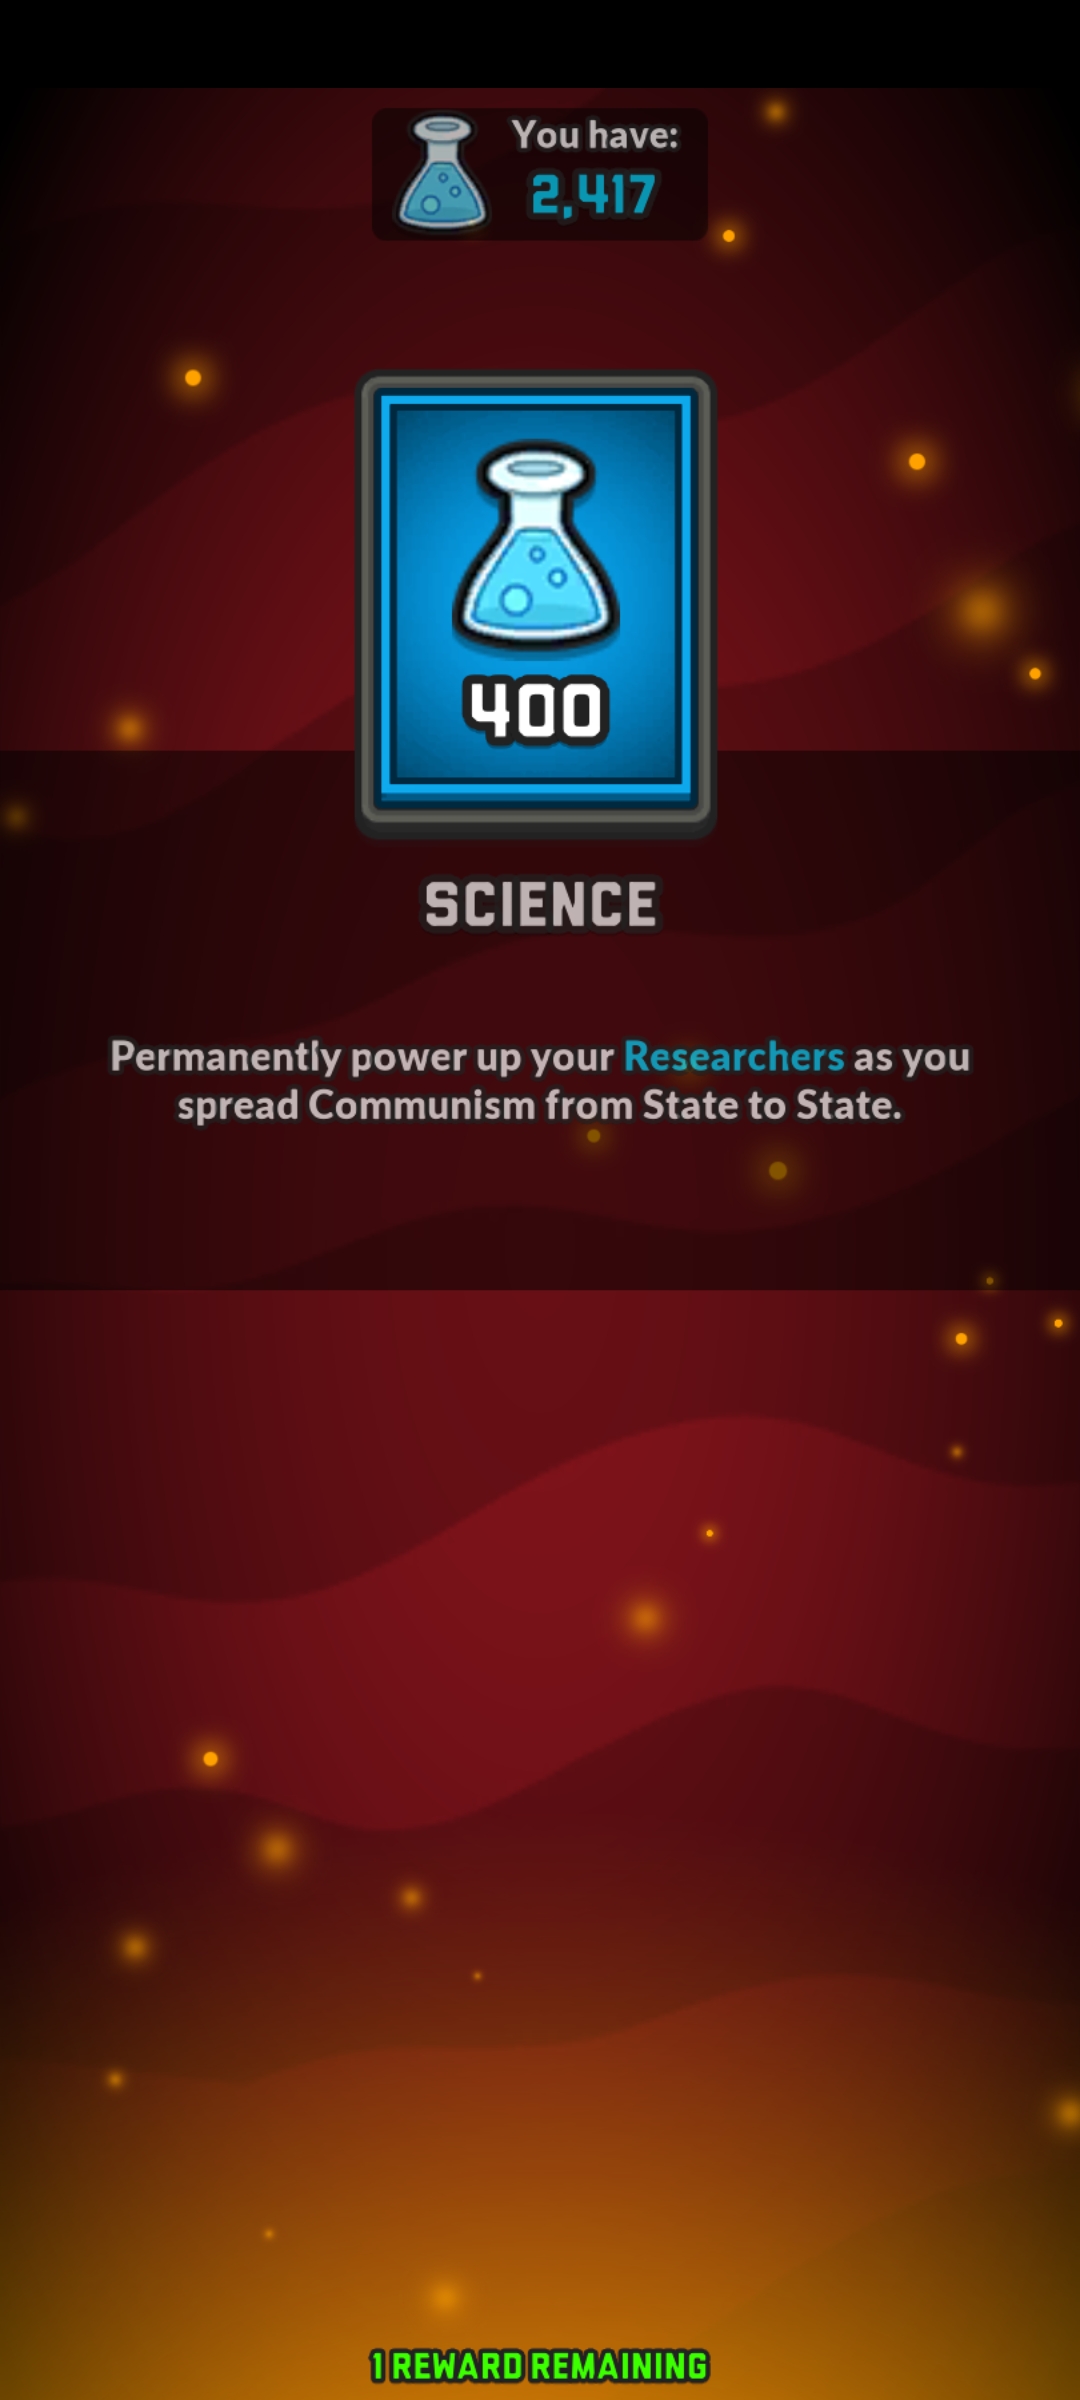 You have:
2,417
400
SCIENCE
Permanently power up your Researchers as you
spread Communism from State to State.
1 REWARD REMAINING